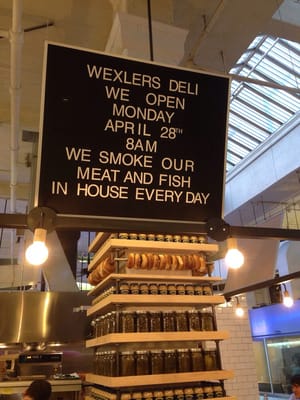 WEXLERS DELI
WE OPEN
MONDAY
APRIL 28TH
8AM
WE SMOKE OUR
MEAT AND FISH
IN HOUSE EVERY DAY